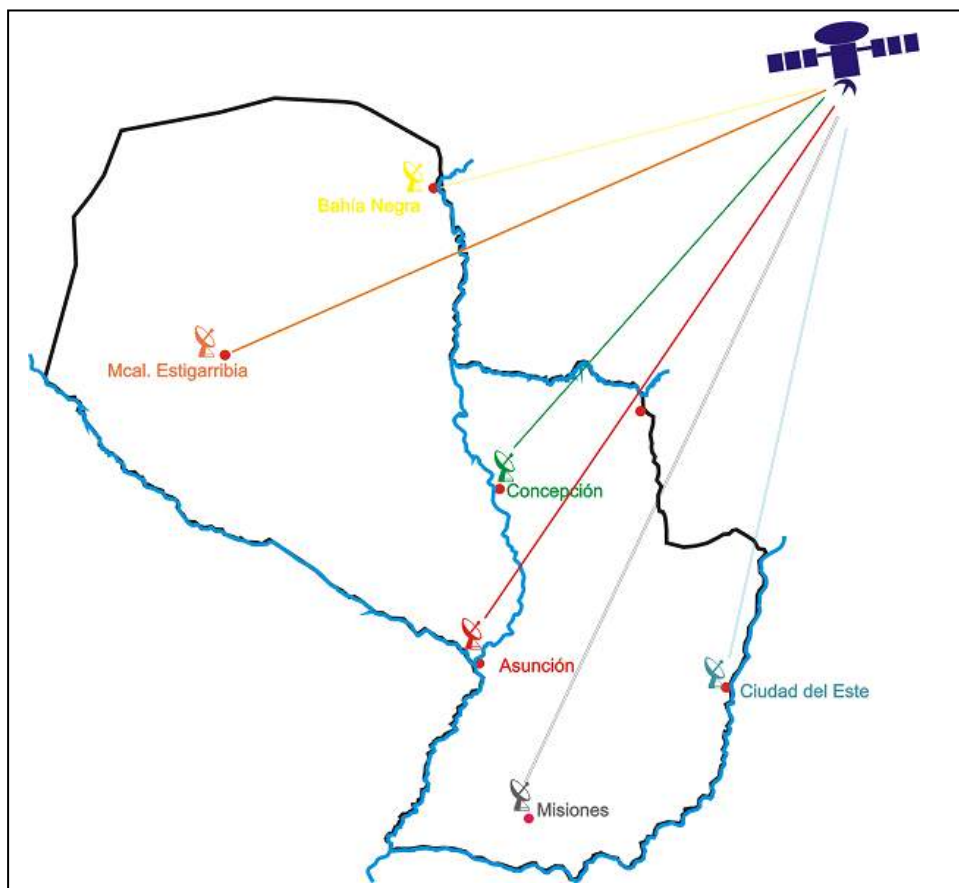 Bahía Negra
Mcal. Estigarribia
Concepción
Asunción
Ciudad del Este
Misiones